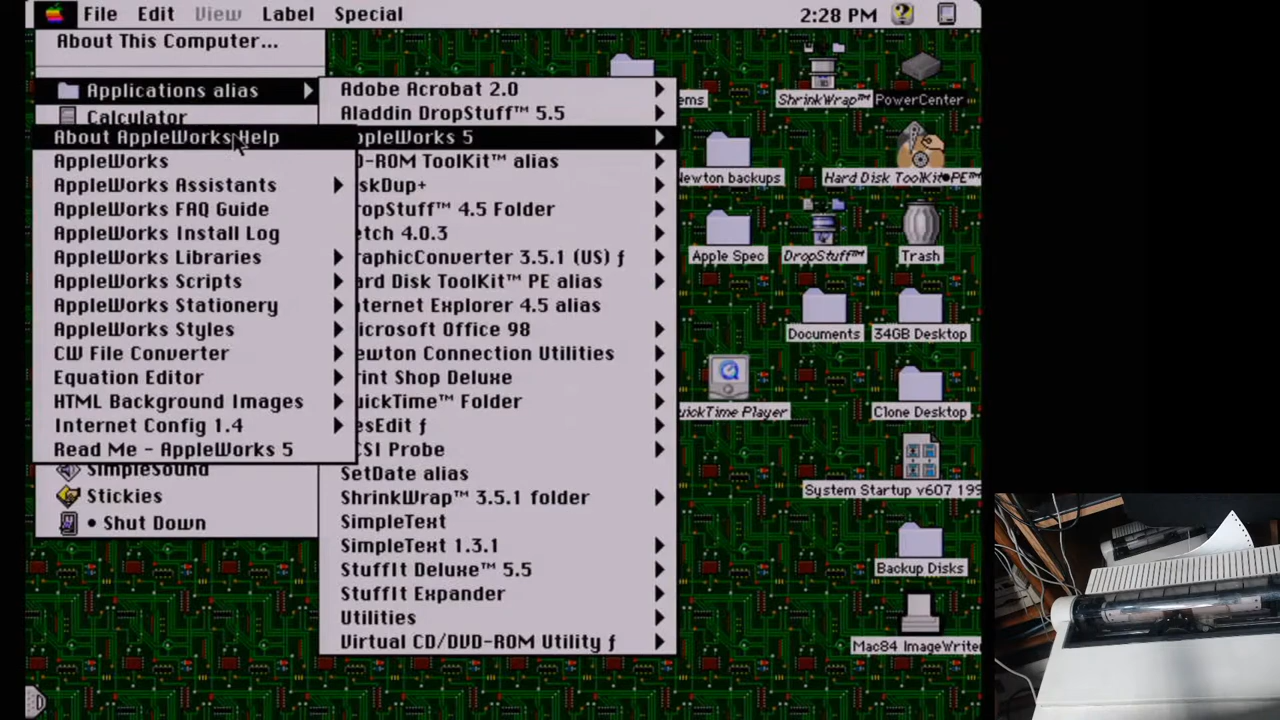 File Edit View Label Special 2:28 PM
About This Computer...
Applications alias
Calculator
About AppleWorks Help
AppleWorks
AppleWorks Assistants
AppleWorks FAQ Guide
AppleWorks Install Log
AppleWorks Libraries
AppleWorks Scripts
AppleWorks Stationery
AppleWorks Styles
CW File Converter
Equation Editor
HTML Background Images
Internet Config 1.4
Read Me - AppleWorks 5
SimpleSound
Stickies
• Shut Down
Adobe Acrobat 2.0
Aladdin DropStuff™ 5.5
ppleWorks 5
D-ROM ToolKit™ alias
skDup+
ropStuff™ 4.5 Folder
etch 4.0.3
raphicConverter 3.5.1 (US) ƒ
ard Disk ToolKit™ PE alias
nternet Explorer 4.5 alias
icrosoft Office 98
ewton Connection Utilities
rint Shop Deluxe
uickTime™ Folder
esEdit ƒ
CSI Probe
SetDate alias
ShrinkWrap™ 3.5.1 folder
SimpleText
SimpleText 1.3.1
StuffIt Deluxe™ 5.5
StuffIt Expander
Utilities
Virtual CD/DVD-ROM Utility ƒ
ems
ShrinkWrap™
PowerCenter
Newton backups
Hard Disk ToolKit•PE™
Apple Spec
DropStuff™
Trash
Documents
34GB Desktop
uickTime Player
Clone Desktop
System Startup v607 199
Backup Disks
Mac84 ImageWriter